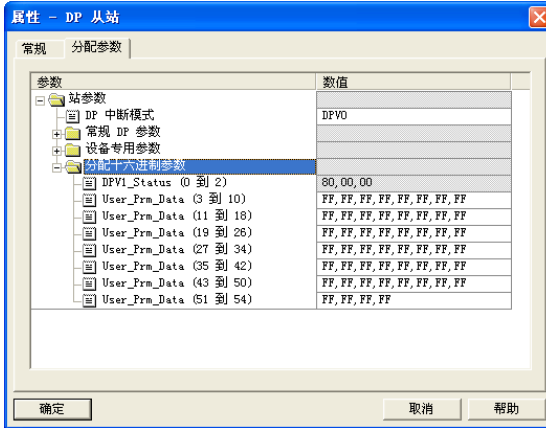 属性 - DP 从站
常规 分配参数
参数 数值
站参数
DP 中断模式 DPV0
常规 DP 参数
设备专用参数
分配十六进制参数
DPV1_Status (0 到 2) 80,00,00
User_Prm_Data (3 到 10) FF,FF,FF,FF,FF,FF,FF,FF
User_Prm_Data (11 到 18) FF,FF,FF,FF,FF,FF,FF,FF
User_Prm_Data (19 到 26) FF,FF,FF,FF,FF,FF,FF,FF
User_Prm_Data (27 到 34) FF,FF,FF,FF,FF,FF,FF,FF
User_Prm_Data (35 到 42) FF,FF,FF,FF,FF,FF,FF,FF
User_Prm_Data (43 到 50) FF,FF,FF,FF,FF,FF,FF,FF
User_Prm_Data (51 到 54) FF,FF,FF,FF
确定 取消 帮助